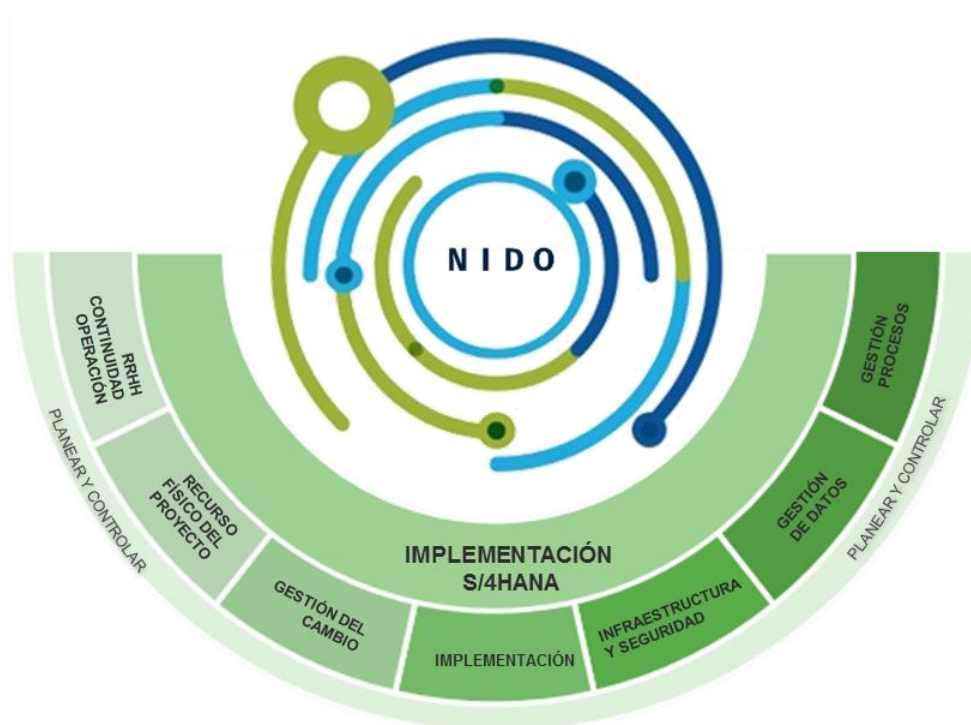 NIDO
IMPLEMENTACIÓN
S/4HANA
RRHH
CONTINUIDAD
OPERACIÓN
RECURSO
FÍSICO DEL
PROYECTO
GESTIÓN DEL
CAMBIO
IMPLEMENTACIÓN
INFRAESTRUCTURA
Y SEGURIDAD
GESTIÓN
DE DATOS
GESTIÓN
PROCESOS
PLANEAR Y CONTROLAR
PLANEAR Y CONTROLAR